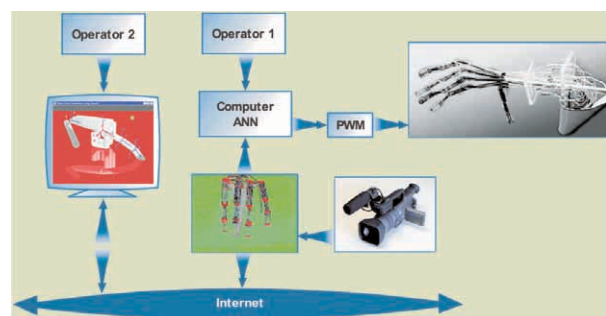 Operator 2
Operator 1
Computer
ANN
PWM
Internet